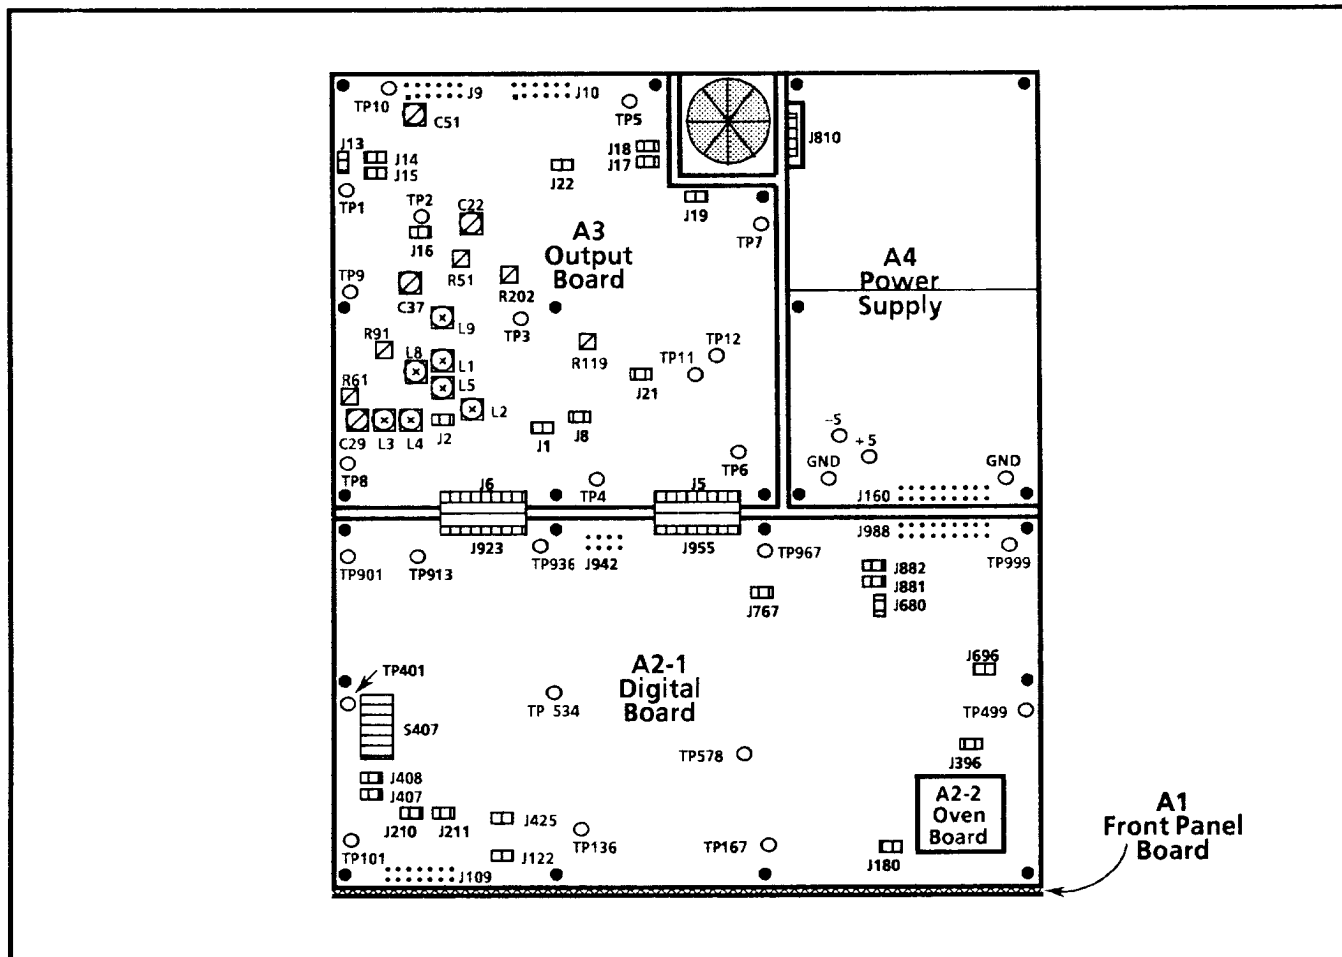 TP10
J9
J10
C51
TP5
J810
J13
J14
J15
J18
J17
J22
TP1
TP2
C22
J19
J16
A3
Output
Board
TP7
A4
Power
Supply
TP9
R51
R202
C37
L9
TP3
R91
L8
L1
R119
TP11
TP12
R61
L5
J21
L2
C29
L3
L4
J2
J1
J8
–5
+5
TP8
J6
TP4
J5
TP6
GND
GND
J160
J923
J955
J988
TP901
TP913
TP936
J942
TP967
TP999
J882
J881
J680
J767
TP401
A2-1
Digital
Board
J696
S407
TP 534
TP499
TP578
J396
J408
J407
J210
J211
J425
A2-2
Oven
Board
A1
Front Panel
Board
TP101
J109
J122
TP136
TP167
J180